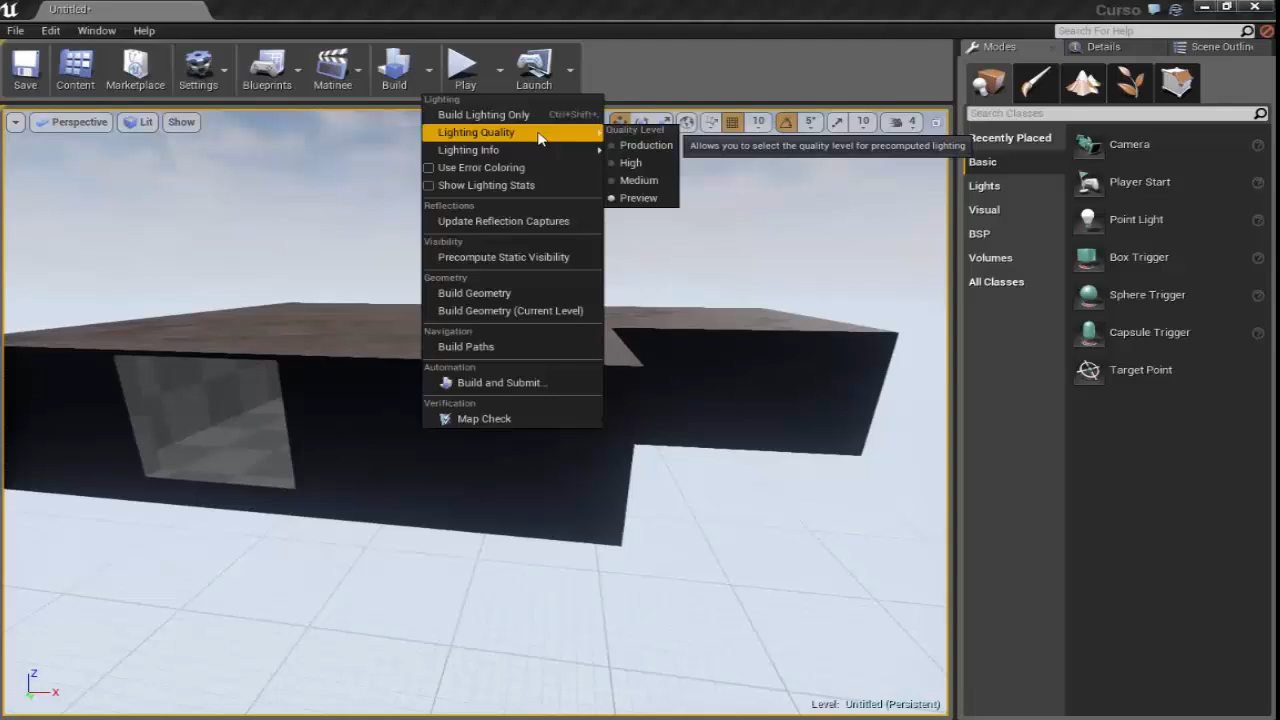 Untitled*
Curso
File Edit Window Help
Search For Help
Save Content Marketplace Settings Blueprints Matinee Build Play Launch
Modes Details Scene Outlin
Search Classes
Perspective Lit Show
10 5° 10 4
Lighting
Build Lighting Only Ctrl+Shift+.
Lighting Quality
Lighting Info
Use Error Coloring
Show Lighting Stats
Reflections
Update Reflection Captures
Visibility
Precompute Static Visibility
Geometry
Build Geometry
Build Geometry (Current Level)
Navigation
Build Paths
Automation
Build and Submit...
Verification
Map Check
Quality Level
Production
High
Medium
Preview
Allows you to select the quality level for precomputed lighting
Recently Placed
Basic
Lights
Visual
BSP
Volumes
All Classes
Camera
Player Start
Point Light
Box Trigger
Sphere Trigger
Capsule Trigger
Target Point
Z
X
Level: Untitled (Persistent)